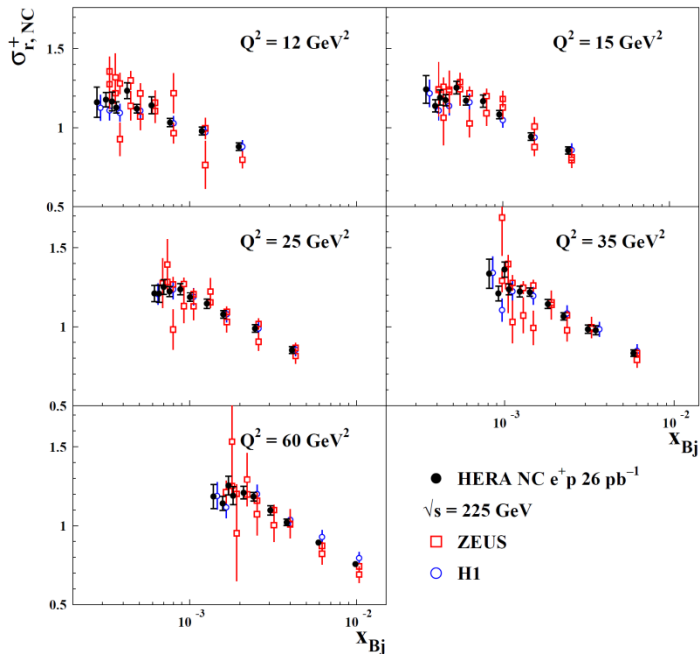 σ⁺r, NC
Q² = 12 GeV²
Q² = 15 GeV²
1.5
1
Q² = 25 GeV²
Q² = 35 GeV²
0.5
1.5
1
Q² = 60 GeV²
0.5
1.5
1
0.5
10⁻³ 10⁻²
xBj
10⁻³ 10⁻²
xBj
HERA NC e⁺p 26 pb⁻¹
√s = 225 GeV
ZEUS
H1